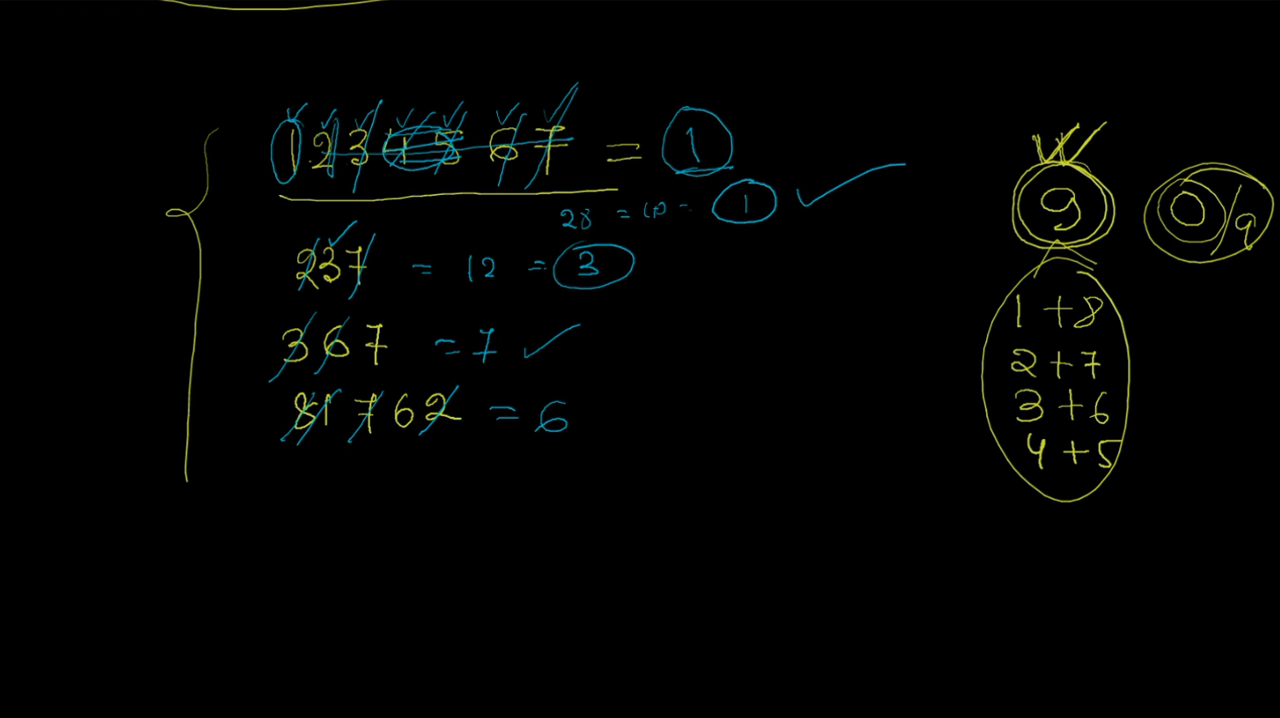 1234567 = 1
28 = 10 = 1
237 = 12 = 3
367 = 7
81762 = 6
9
0/9
1+8
2+7
3+6
4+5